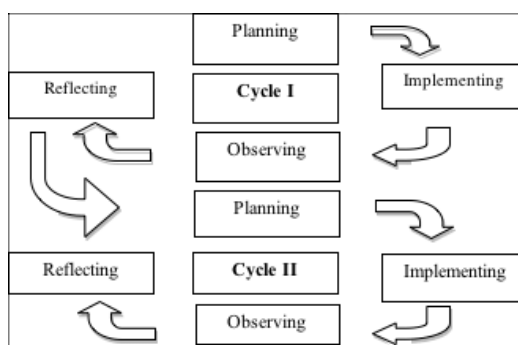 Planning
Implementing
Reflecting
Cycle I
Observing
Planning
Reflecting
Cycle II
Implementing
Observing